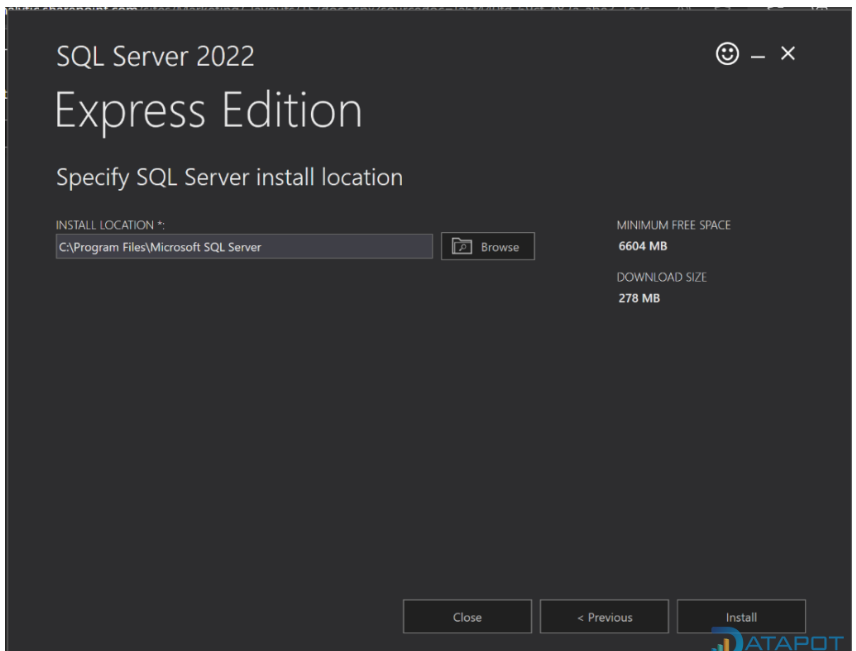 SQL Server 2022
Express Edition
Specify SQL Server install location
INSTALL LOCATION *:
C:\Program Files\Microsoft SQL Server
Browse
MINIMUM FREE SPACE
6604 MB
DOWNLOAD SIZE
278 MB
Close
< Previous
Install
DATAPOT